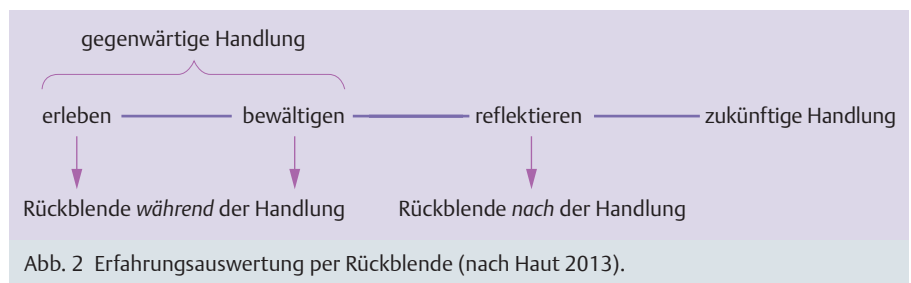 gegenwärtige Handlung
erleben bewältigen reflektieren zukünftige Handlung
Rückblende während der Handlung Rückblende nach der Handlung
Abb. 2 Erfahrungsauswertung per Rückblende (nach Haut 2013).